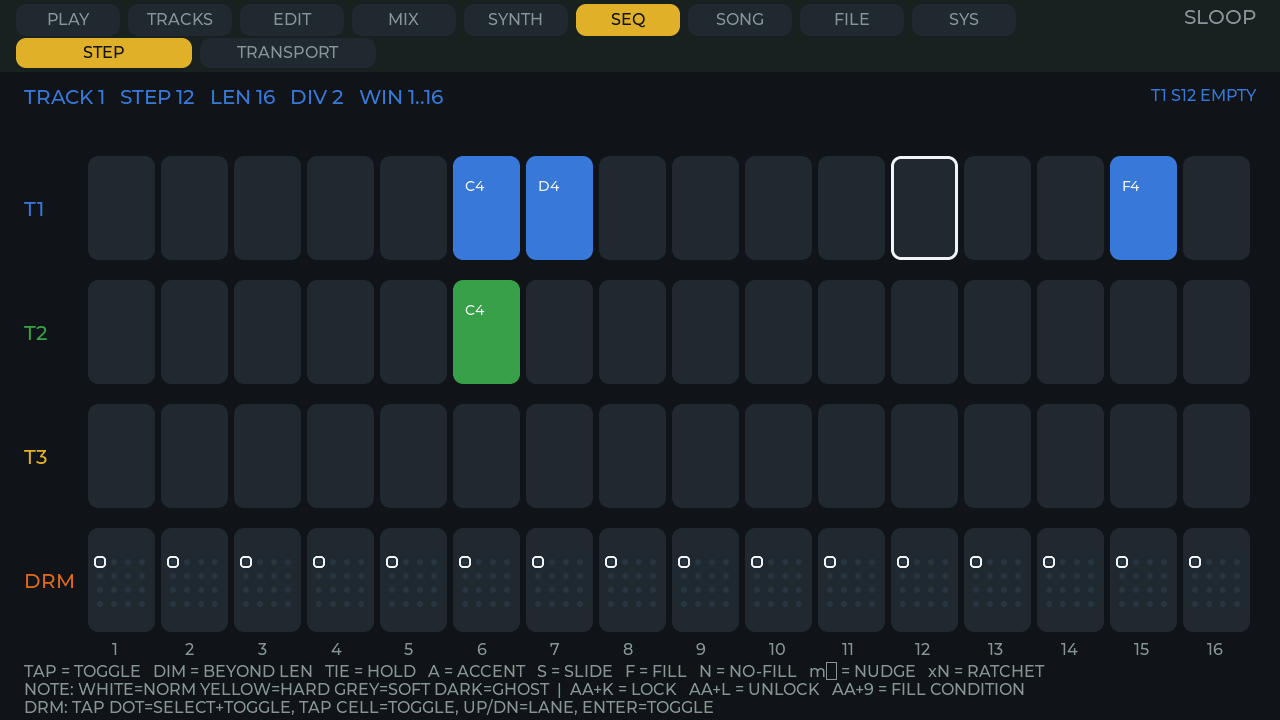 PLAY TRACKS EDIT MIX SYNTH SEQ SONG FILE SYS SLOOP
STEP TRANSPORT
TRACK 1 STEP 12 LEN 16 DIV 2 WIN 1..16 T1 S12 EMPTY
T1 C4 D4 F4
T2 C4
T3
DRM
1 2 3 4 5 6 7 8 9 10 11 12 13 14 15 16
TAP = TOGGLE DIM = BEYOND LEN TIE = HOLD A = ACCENT S = SLIDE F = FILL N = NO-FILL m□ = NUDGE xN = RATCHET
NOTE: WHITE=NORM YELLOW=HARD GREY=SOFT DARK=GHOST | AA+K = LOCK AA+L = UNLOCK AA+9 = FILL CONDITION
DRM: TAP DOT=SELECT+TOGGLE, TAP CELL=TOGGLE, UP/DN=LANE, ENTER=TOGGLE